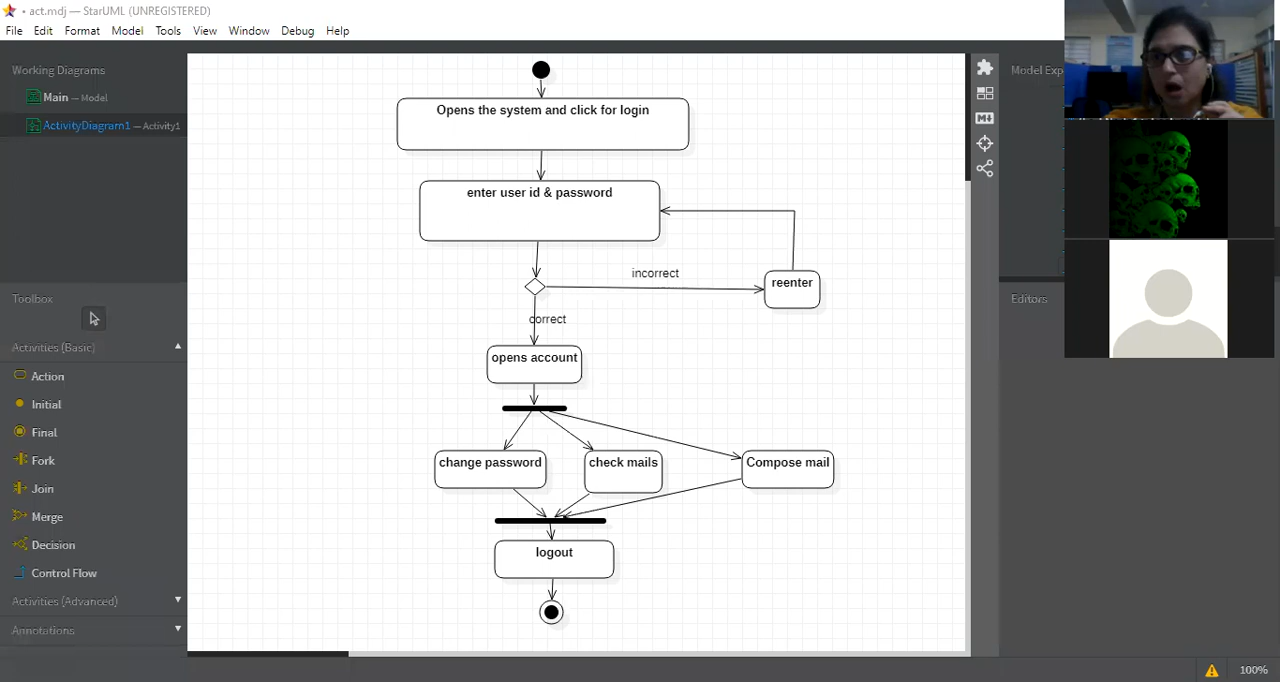 • act.mdj — StarUML (UNREGISTERED)
File Edit Format Model Tools View Window Debug Help
Working Diagrams
Main — Model
ActivityDiagram1 — Activity1
Toolbox
Activities (Basic)
Action
Initial
Final
Fork
Join
Merge
Decision
Control Flow
Activities (Advanced)
Annotations
Opens the system and click for login
enter user id & password
incorrect
reenter
correct
opens account
change password
check mails
Compose mail
logout
M
Model Exp
Editors
100%